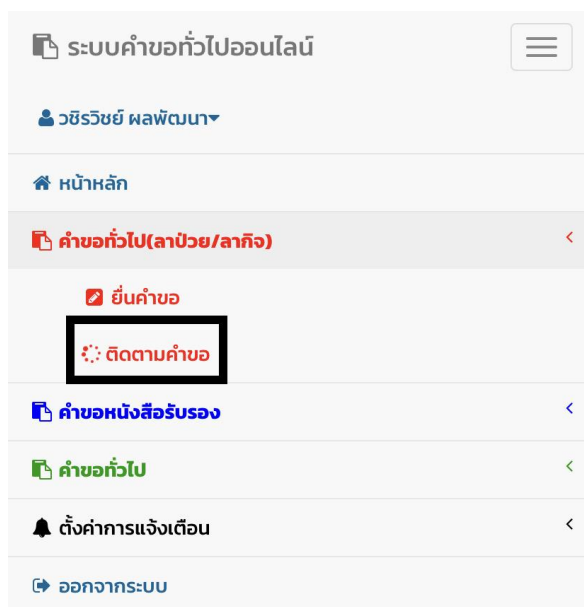 ระบบคำขอทั่วไปออนไลน์
วชิรวิชย์ ผลพัฒนา
หน้าหลัก
คำขอทั่วไป(ลาป่วย/ลากิจ)
ยื่นคำขอ
ติดตามคำขอ
คำขอหนังสือรับรอง
คำขอทั่วไป
ตั้งค่าการแจ้งเตือน
ออกจากระบบ